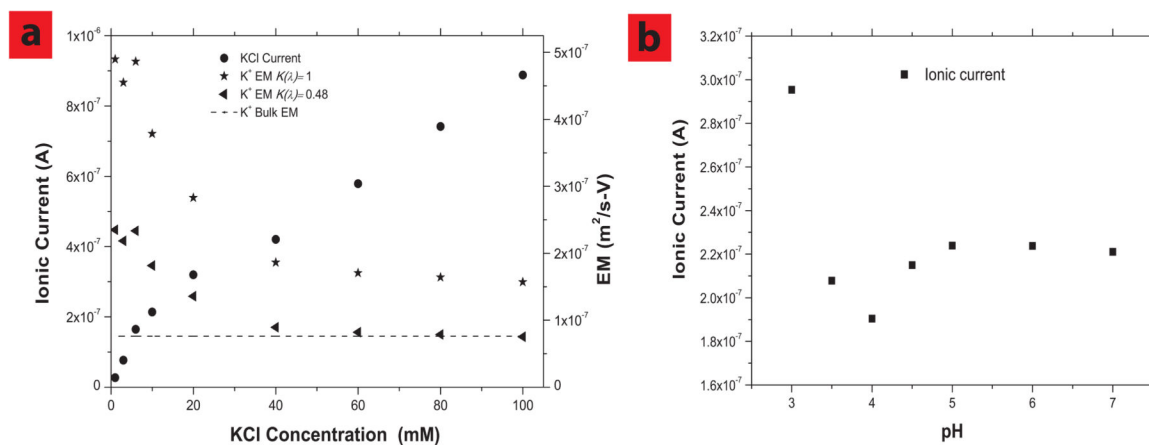 a
1x10⁻⁶
8x10⁻⁷
6x10⁻⁷
4x10⁻⁷
2x10⁻⁷
0
Ionic Current (A)
KCl Current
K⁺ EM K(λ)= 1
K⁺ EM K(λ)= 0.48
K⁺ Bulk EM
5x10⁻⁷
4x10⁻⁷
3x10⁻⁷
2x10⁻⁷
1x10⁻⁷
0
EM (m²/s-V)
0 20 40 60 80 100
KCl Concentration (mM)
b
3.2x10⁻⁷
3.0x10⁻⁷
2.8x10⁻⁷
2.6x10⁻⁷
2.4x10⁻⁷
2.2x10⁻⁷
2.0x10⁻⁷
1.8x10⁻⁷
1.6x10⁻⁷
Ionic Current (A)
Ionic current
3 4 5 6 7
pH